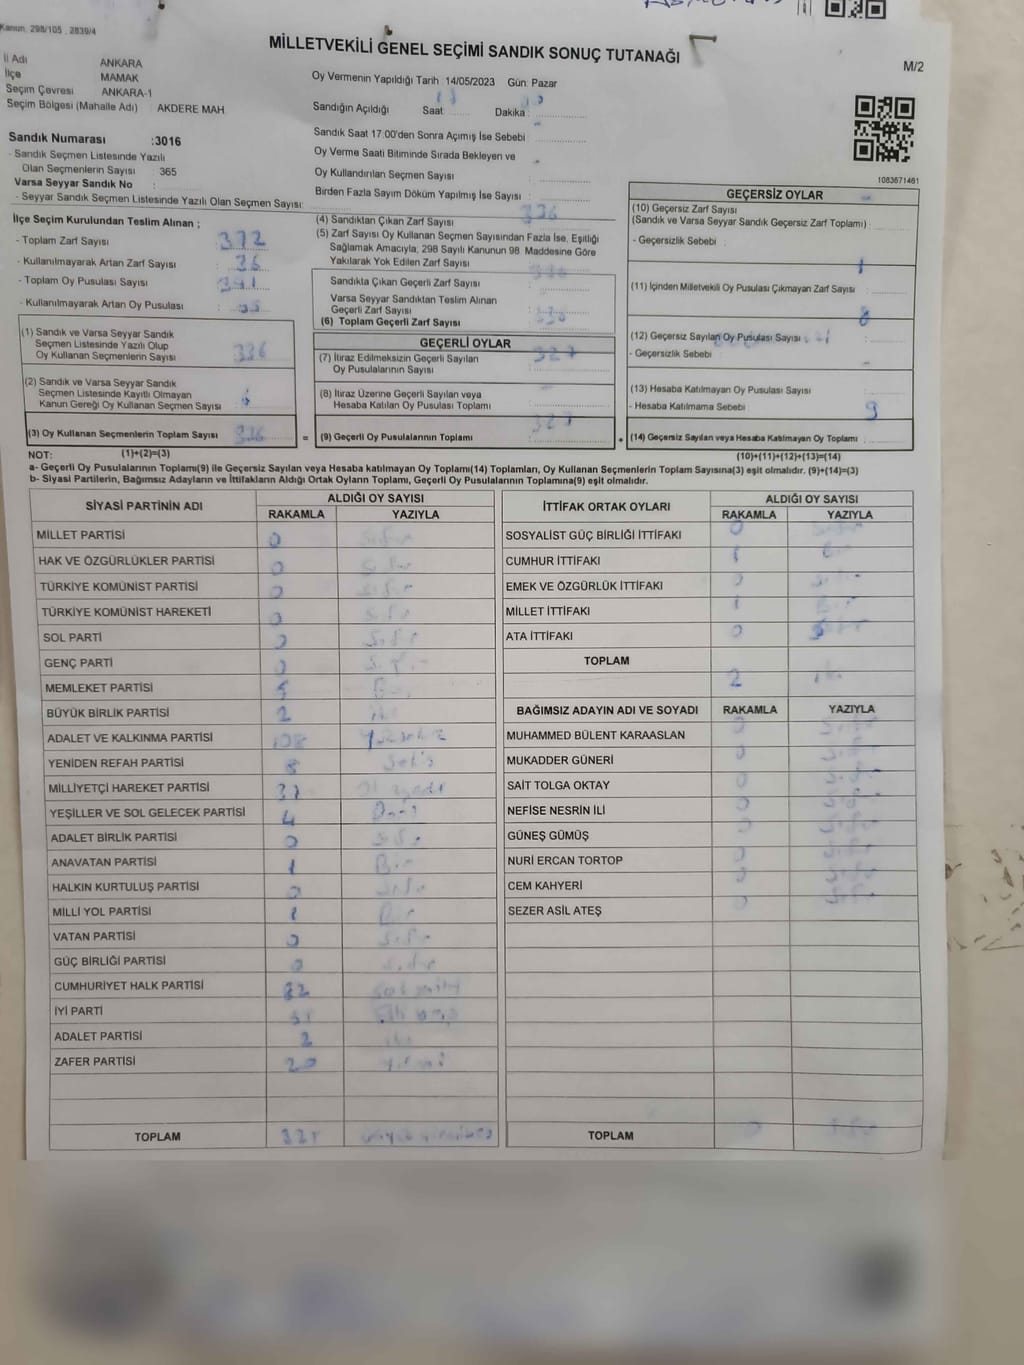 Kanun: 298/105 , 2839/4
MİLLETVEKİLİ GENEL SEÇİMİ SANDIK SONUÇ TUTANAĞI
M/2
İl Adı ANKARA
İlçe MAMAK
Seçim Çevresi ANKARA-1
Seçim Bölgesi (Mahalle Adı) : AKDERE MAH
Oy Vermenin Yapıldığı Tarih : 14/05/2023 Gün: Pazar
Sandığın Açıldığı Saat: Dakika:
Sandık Numarası :3016
- Sandık Seçmen Listesinde Yazılı
Olan Seçmenlerin Sayısı : 365
Varsa Seyyar Sandık No :
- Seyyar Sandık Seçmen Listesinde Yazılı Olan Seçmen Sayısı:
Sandık Saat 17:00'den Sonra Açımış İse Sebebi
Oy Verme Saati Bitiminde Sırada Bekleyen ve
Oy Kullandırılan Seçmen Sayısı
Birden Fazla Sayım Döküm Yapılmış İse Sayısı
1083671461
İlçe Seçim Kurulundan Teslim Alınan ;
- Toplam Zarf Sayısı : 372
- Kullanılmayarak Artan Zarf Sayısı : 36
- Toplam Oy Pusulası Sayısı :
- Kullanılmayarak Artan Oy Pusulası :
(1) Sandık ve Varsa Seyyar Sandık
Seçmen Listesinde Yazılı Olup
Oy Kullanan Seçmenlerin Sayısı 336
(2) Sandık ve Varsa Seyyar Sandık
Seçmen Listesinde Kayıtlı Olmayan
Kanun Gereği Oy Kullanan Seçmen Sayısı
(3) Oy Kullanan Seçmenlerin Toplam Sayısı 336
(4) Sandıktan Çıkan Zarf Sayısı 336
(5) Zarf Sayısı Oy Kullanan Seçmen Sayısından Fazla İse, Eşitliği
Sağlamak Amacıyla; 298 Sayılı Kanunun 98. Maddesine Göre
Yakılarak Yok Edilen Zarf Sayısı
Sandıkta Çıkan Geçerli Zarf Sayısı : 336
Varsa Seyyar Sandıktan Teslim Alınan
Geçerli Zarf Sayısı
(6) Toplam Geçerli Zarf Sayısı : 336
GEÇERLİ OYLAR
(7) İtiraz Edilmeksizin Geçerli Sayılan : 327
Oy Pusulalarının Sayısı
(8) İtiraz Üzerine Geçerli Sayılan veya
Hesaba Katılan Oy Pusulası Toplamı
= (9) Geçerli Oy Pusulalarının Toplamı : 327
GEÇERSİZ OYLAR
(10) Geçersiz Zarf Sayısı
(Sandık ve Varsa Seyyar Sandık Geçersiz Zarf Toplamı) :
- Geçersizlik Sebebi :
(11) İçinden Milletvekili Oy Pusulası Çıkmayan Zarf Sayısı : 1
(12) Geçersiz Sayılan Oy Pusulası Sayısı : 8
- Geçersizlik Sebebi
(13) Hesaba Katılmayan Oy Pusulası Sayısı
- Hesaba Katılmama Sebebi
+ (14) Geçersiz Sayılan veya Hesaba Katılmayan Oy Toplamı 9
NOT: (1)+(2)=(3) (10)+(11)+(12)+(13)=(14)
a- Geçerli Oy Pusulalarının Toplamı(9) ile Geçersiz Sayılan veya Hesaba katılmayan Oy Toplamı(14) Toplamları, Oy Kullanan Seçmenlerin Toplam Sayısına(3) eşit olmalıdır. (9)+(14)=(3)
b- Siyasi Partilerin, Bağımsız Adayların ve İttifakların Aldığı Ortak Oyların Toplamı, Geçerli Oy Pusulalarının Toplamına(9) eşit olmalıdır.
SİYASİ PARTİNİN ADI ALDIĞI OY SAYISI
RAKAMLA YAZIYLA
MİLLET PARTİSİ 0 Sıfır
HAK VE ÖZGÜRLÜKLER PARTİSİ 0 Sıfır
TÜRKİYE KOMÜNİST PARTİSİ 0 Sıfır
TÜRKİYE KOMÜNİST HAREKETİ 0 Sıfır
SOL PARTİ 0 Sıfır
GENÇ PARTİ 0 Sıfır
MEMLEKET PARTİSİ
BÜYÜK BİRLİK PARTİSİ 2
ADALET VE KALKINMA PARTİSİ 108
YENİDEN REFAH PARTİSİ 8 Sekiz
MİLLİYETÇİ HAREKET PARTİSİ 37
YEŞİLLER VE SOL GELECEK PARTİSİ 4
ADALET BİRLİK PARTİSİ 0 Sıfır
ANAVATAN PARTİSİ 1 Bir
HALKIN KURTULUŞ PARTİSİ 0 Sıfır
MİLLİ YOL PARTİSİ 1 Bir
VATAN PARTİSİ 0 Sıfır
GÜÇ BİRLİĞİ PARTİSİ 0 Sıfır
CUMHURİYET HALK PARTİSİ
İYİ PARTİ
ADALET PARTİSİ 2
ZAFER PARTİSİ 20 Yirmi
TOPLAM
İTTİFAK ORTAK OYLARI ALDIĞI OY SAYISI
RAKAMLA YAZIYLA
SOSYALİST GÜÇ BİRLİĞİ İTTİFAKI 0 Sıfır
CUMHUR İTTİFAKI 1
EMEK VE ÖZGÜRLÜK İTTİFAKI 0 Sıfır
MİLLET İTTİFAKI 1 Bir
ATA İTTİFAKI 0
TOPLAM
2
BAĞIMSIZ ADAYIN ADI VE SOYADI RAKAMLA YAZIYLA
MUHAMMED BÜLENT KARAASLAN 0 Sıfır
MUKADDER GÜNERİ 0 Sıfır
SAİT TOLGA OKTAY 0 Sıfır
NEFİSE NESRİN İLİ 0 Sıfır
GÜNEŞ GÜMÜŞ 0 Sıfır
NURİ ERCAN TORTOP 0 Sıfır
CEM KAHYERİ 0 Sıfır
SEZER ASİL ATEŞ 0 Sıfır
TOPLAM 0 Sıfır